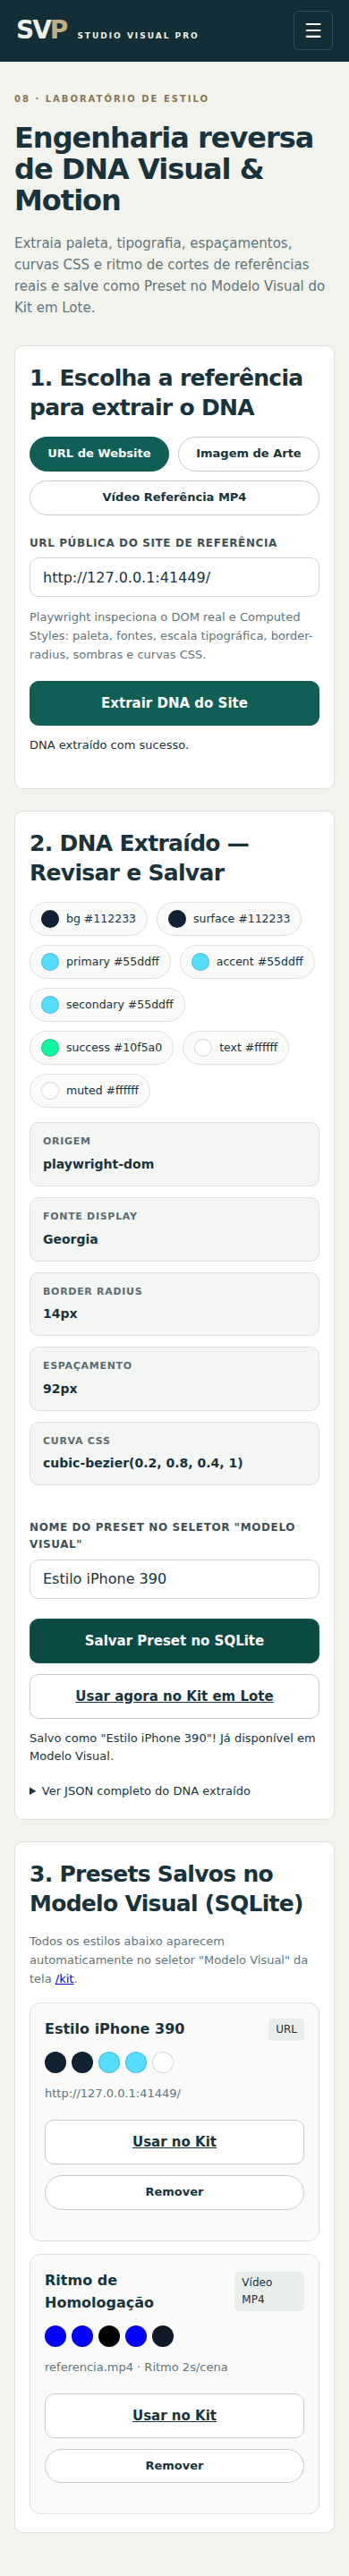 SVP STUDIO VISUAL PRO
08 · LABORATÓRIO DE ESTILO
Engenharia reversa
de DNA Visual &
Motion
Extraia paleta, tipografia, espaçamentos,
curvas CSS e ritmo de cortes de referências
reais e salve como Preset no Modelo Visual do
Kit em Lote.
1. Escolha a referência
para extrair o DNA
URL de Website
Imagem de Arte
Vídeo Referência MP4
URL PÚBLICA DO SITE DE REFERÊNCIA
http://127.0.0.1:41449/
Playwright inspeciona o DOM real e Computed
Styles: paleta, fontes, escala tipográfica, border-
radius, sombras e curvas CSS.
Extrair DNA do Site
DNA extraído com sucesso.
2. DNA Extraído —
Revisar e Salvar
bg #112233
surface #112233
primary #55ddff
accent #55ddff
secondary #55ddff
success #10f5a0
text #ffffff
muted #ffffff
ORIGEM
playwright-dom
FONTE DISPLAY
Georgia
BORDER RADIUS
14px
ESPAÇAMENTO
92px
CURVA CSS
cubic-bezier(0.2, 0.8, 0.4, 1)
NOME DO PRESET NO SELETOR "MODELO
VISUAL"
Estilo iPhone 390
Salvar Preset no SQLite
Usar agora no Kit em Lote
Salvo como "Estilo iPhone 390"! Já disponível em
Modelo Visual.
Ver JSON completo do DNA extraído
3. Presets Salvos no
Modelo Visual (SQLite)
Todos os estilos abaixo aparecem
automaticamente no seletor "Modelo Visual" da
tela /kit.
Estilo iPhone 390
URL
http://127.0.0.1:41449/
Usar no Kit
Remover
Ritmo de
Homologação
Vídeo
MP4
referencia.mp4 · Ritmo 2s/cena
Usar no Kit
Remover